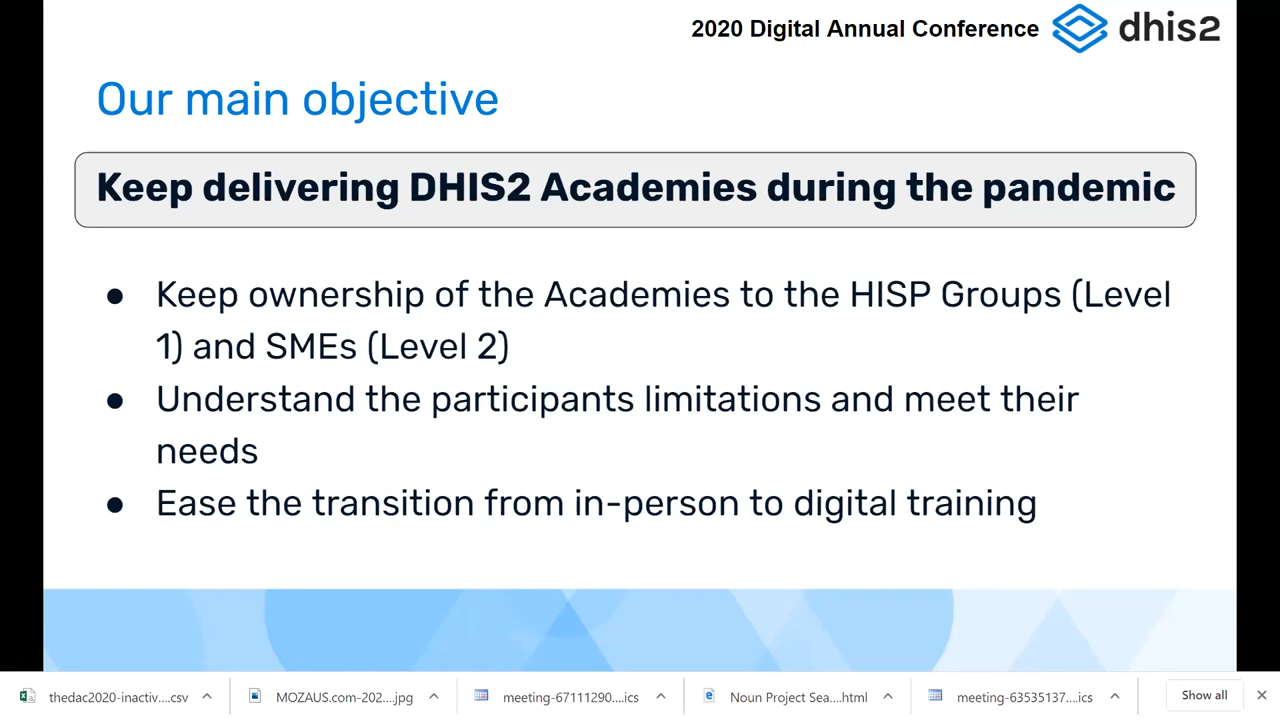 2020 Digital Annual Conference dhis2
Our main objective
Keep delivering DHIS2 Academies during the pandemic
● Keep ownership of the Academies to the HISP Groups (Level
1) and SMEs (Level 2)
● Understand the participants limitations and meet their
needs
● Ease the transition from in-person to digital training
thedac2020-inactiv....csv MOZAUS.com-202....jpg meeting-67111290....ics Noun Project Sea....html meeting-63535137....ics Show all